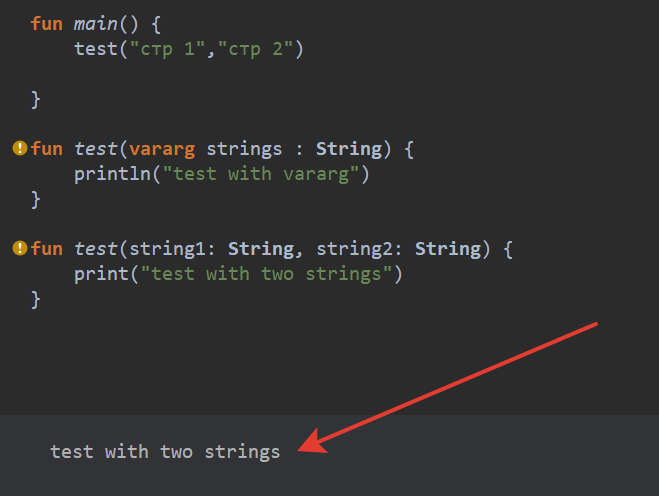 fun main() {
    test("стр 1","стр 2")
}
fun test(vararg strings : String) {
    println("test with vararg")
}
fun test(string1: String, string2: String) {
    print("test with two strings")
}
test with two strings